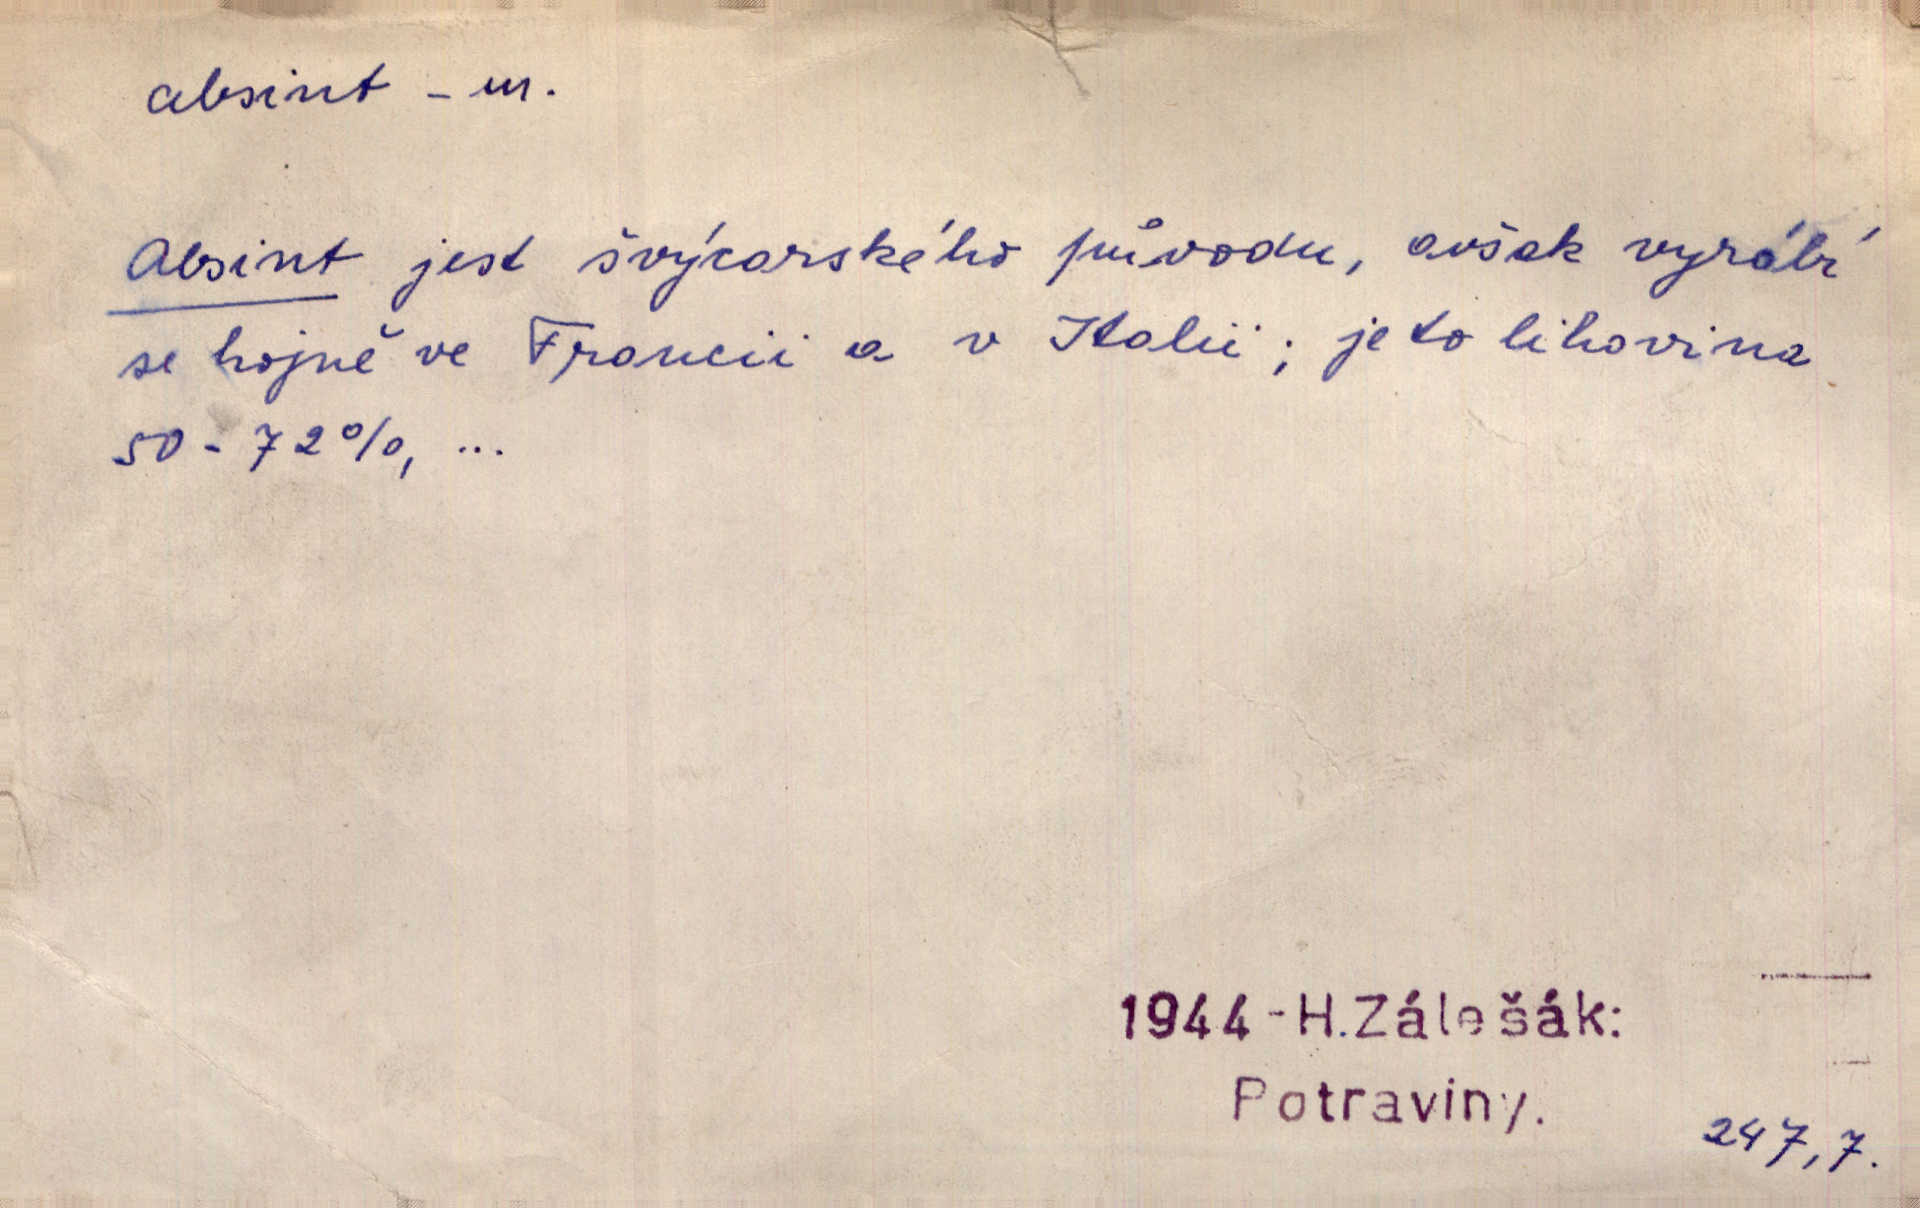 absint - m.
Absint jest švýcarského původu, avšak vyrábí
se hojně ve Francii a v Italii; je to lihovina
50 - 72%, ...
1944 - H. Zálešák:
Potraviny.
247, 7.